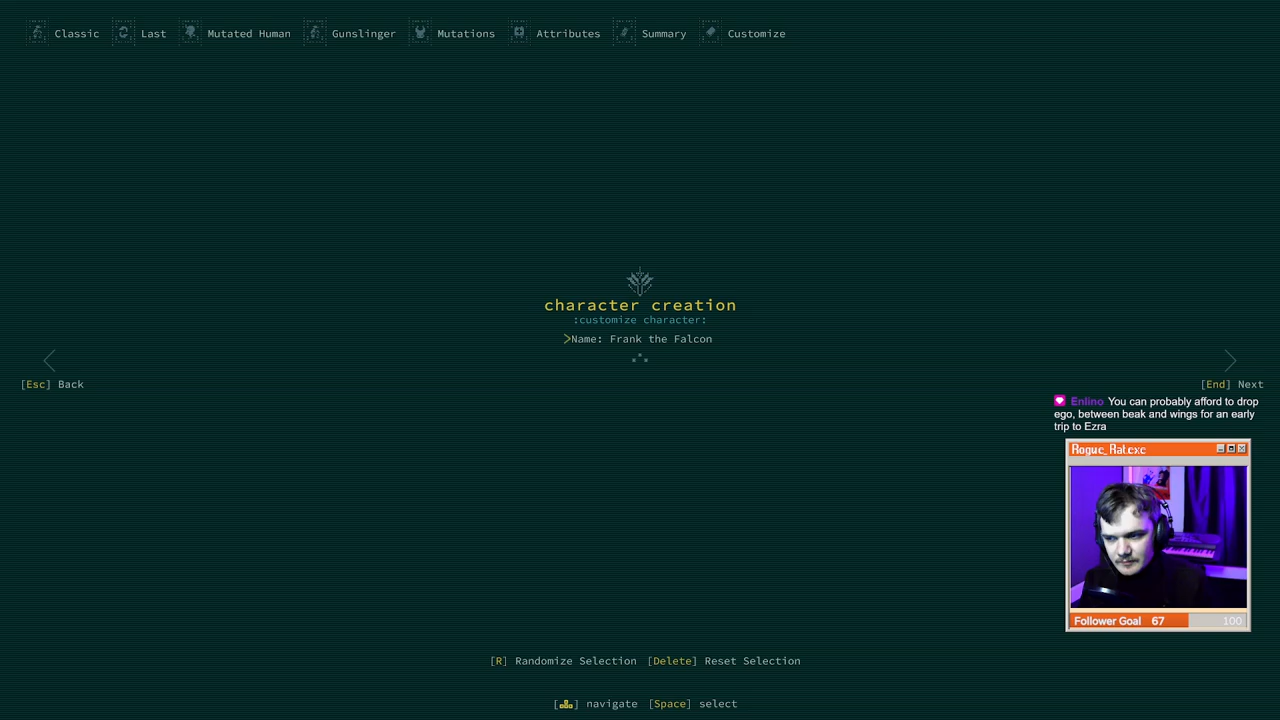 Classic Last Mutated Human Gunslinger Mutations Attributes Summary Customize
character creation
:customize character:
>Name: Frank the Falcon
[Esc] Back
[End] Next
Enlino You can probably afford to drop
ego, between beak and wings for an early
trip to Ezra
Rogue_Rat.exe
Follower Goal 67 100
[R] Randomize Selection [Delete] Reset Selection
navigate [Space] select